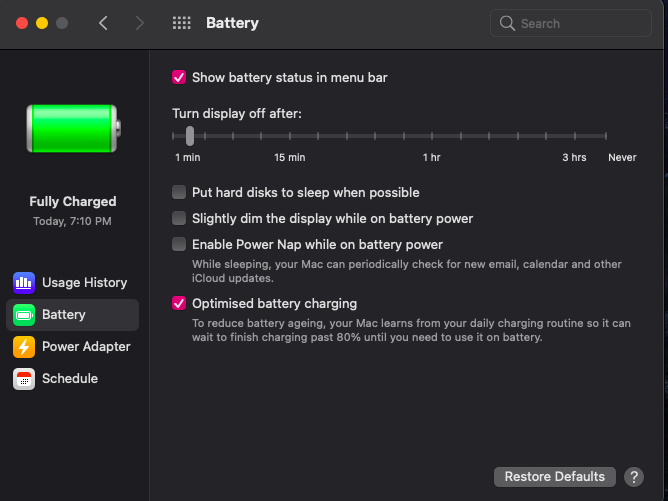 Battery
Search
Show battery status in menu bar
Turn display off after:
1 min 15 min 1 hr 3 hrs Never
Fully Charged
Today, 7:10 PM
Put hard disks to sleep when possible
Slightly dim the display while on battery power
Enable Power Nap while on battery power
While sleeping, your Mac can periodically check for new email, calendar and other
iCloud updates.
Optimised battery charging
To reduce battery ageing, your Mac learns from your daily charging routine so it can
wait to finish charging past 80% until you need to use it on battery.
Usage History
Battery
Power Adapter
Schedule
Restore Defaults
?